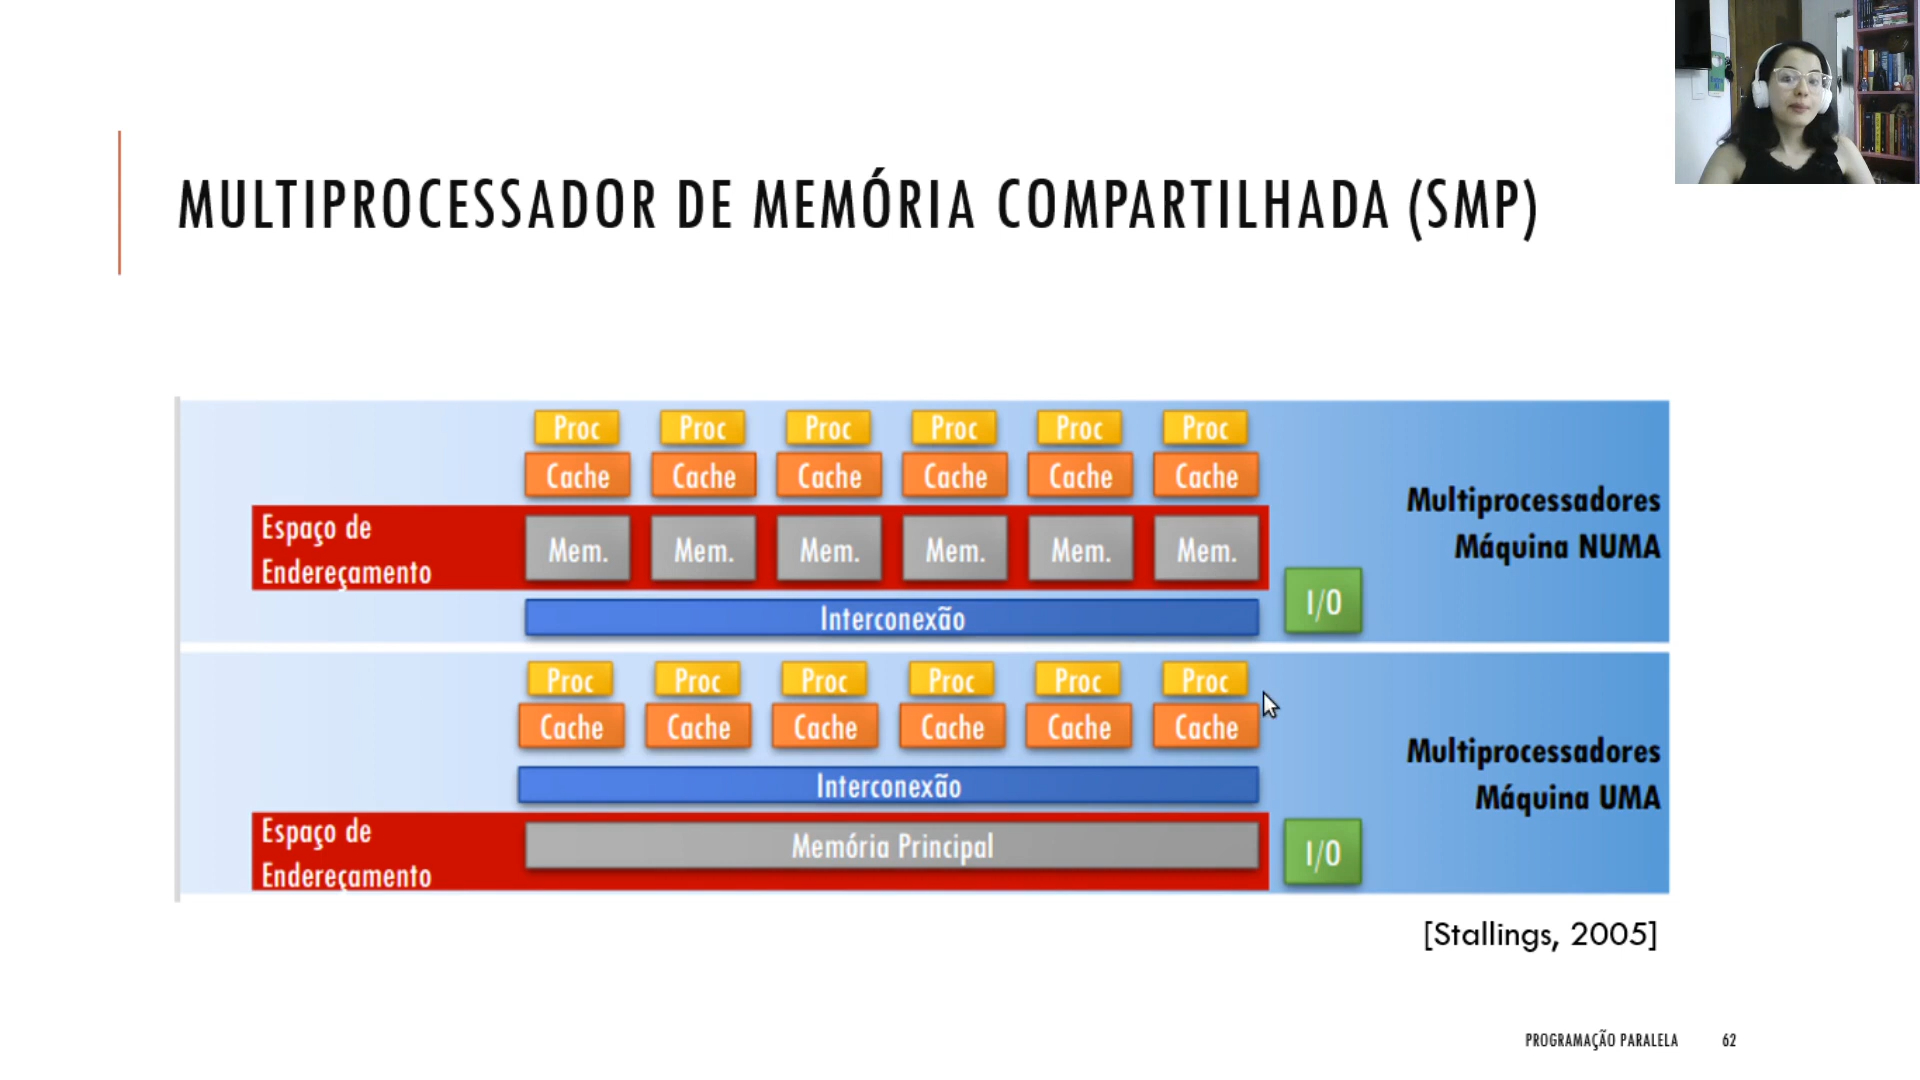 MULTIPROCESSADOR DE MEMÓRIA COMPARTILHADA (SMP)
Proc Proc Proc Proc Proc Proc
Cache Cache Cache Cache Cache Cache
Espaço de
Endereçamento
Mem. Mem. Mem. Mem. Mem. Mem.
Interconexão
I/O
Multiprocessadores
Máquina NUMA
Proc Proc Proc Proc Proc Proc
Cache Cache Cache Cache Cache Cache
Interconexão
Espaço de
Endereçamento
Memória Principal
I/O
Multiprocessadores
Máquina UMA
[Stallings, 2005]
PROGRAMAÇÃO PARALELA 62